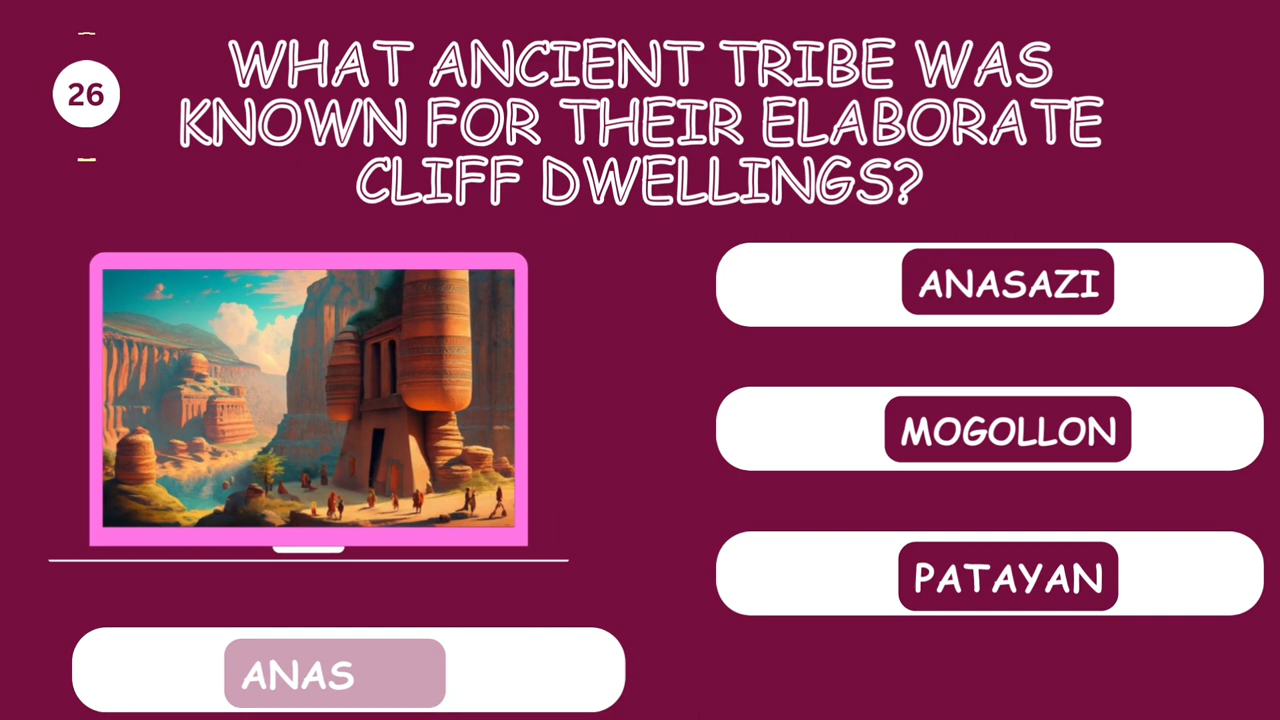 26
WHAT ANCIENT TRIBE WAS
KNOWN FOR THEIR ELABORATE
CLIFF DWELLINGS?
ANASAZI
MOGOLLON
PATAYAN
ANAS